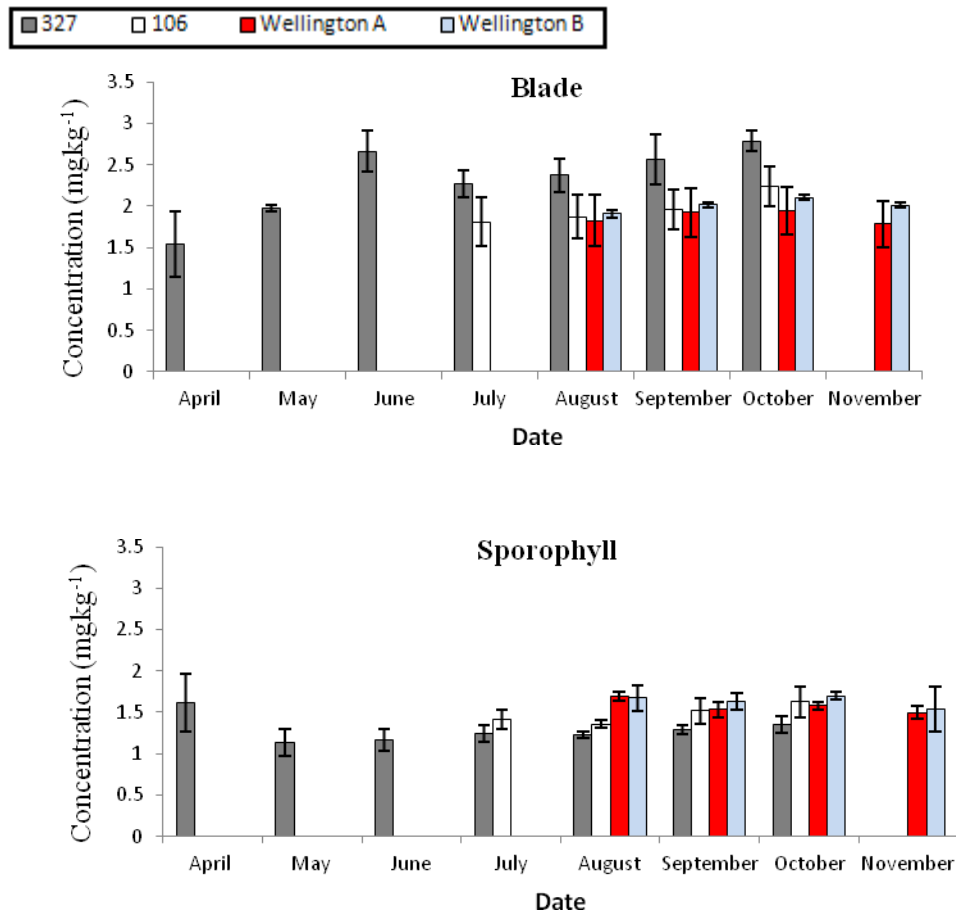 327 106 Wellington A Wellington B
Blade
Concentration (mgkg⁻¹)
3.5
3
2.5
2
1.5
1
0.5
0
April May June July August September October November
Date
Sporophyll
Concentration (mgkg⁻¹)
3.5
3
2.5
2
1.5
1
0.5
0
April May June July August September October November
Date